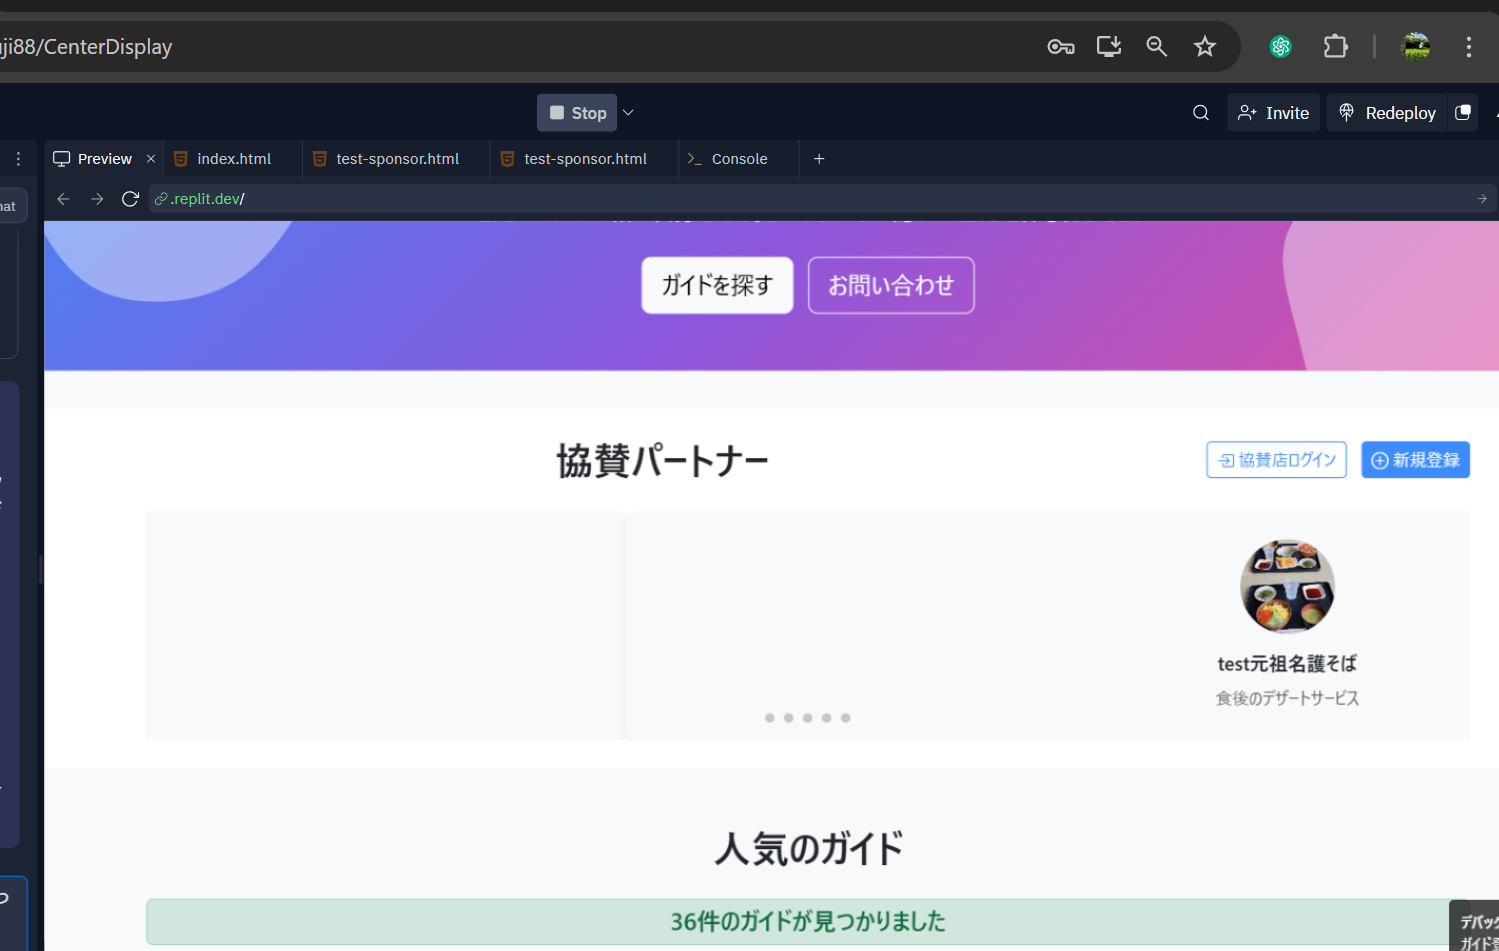 ji88/CenterDisplay
Stop
Invite
Redeploy
Preview
index.html
test-sponsor.html
test-sponsor.html
Console
.replit.dev/
ガイドを探す
お問い合わせ
協賛パートナー
協賛店ログイン
新規登録
test元祖名護そば
食後のデザートサービス
人気のガイド
36件のガイドが見つかりました
デバック